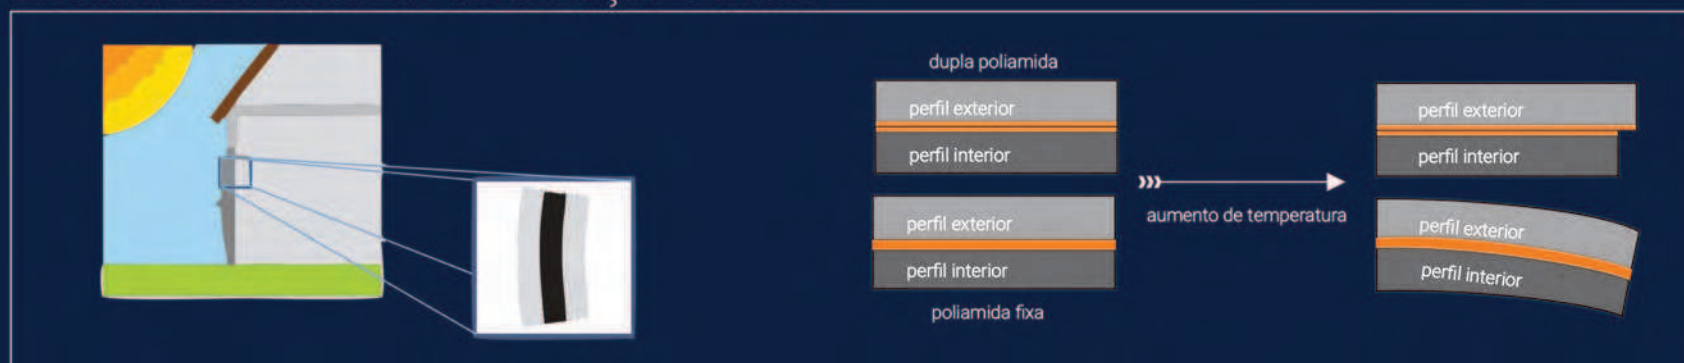 dupla poliamida
perfil exterior
perfil interior
perfil exterior
perfil interior
poliamida fixa
aumento de temperatura
perfil exterior
perfil interior
perfil exterior
perfil interior